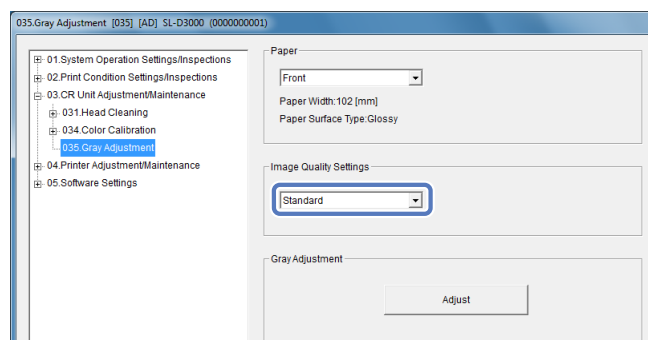 035.Gray Adjustment [035] [AD] SL-D3000 (0000000001)
01.System Operation Settings/Inspections
02.Print Condition Settings/Inspections
03.CR Unit Adjustment/Maintenance
031.Head Cleaning
034.Color Calibration
035.Gray Adjustment
04.Printer Adjustment/Maintenance
05.Software Settings
Paper
Front
Paper Width:102 [mm]
Paper Surface Type:Glossy
Image Quality Settings
Standard
Gray Adjustment
Adjust